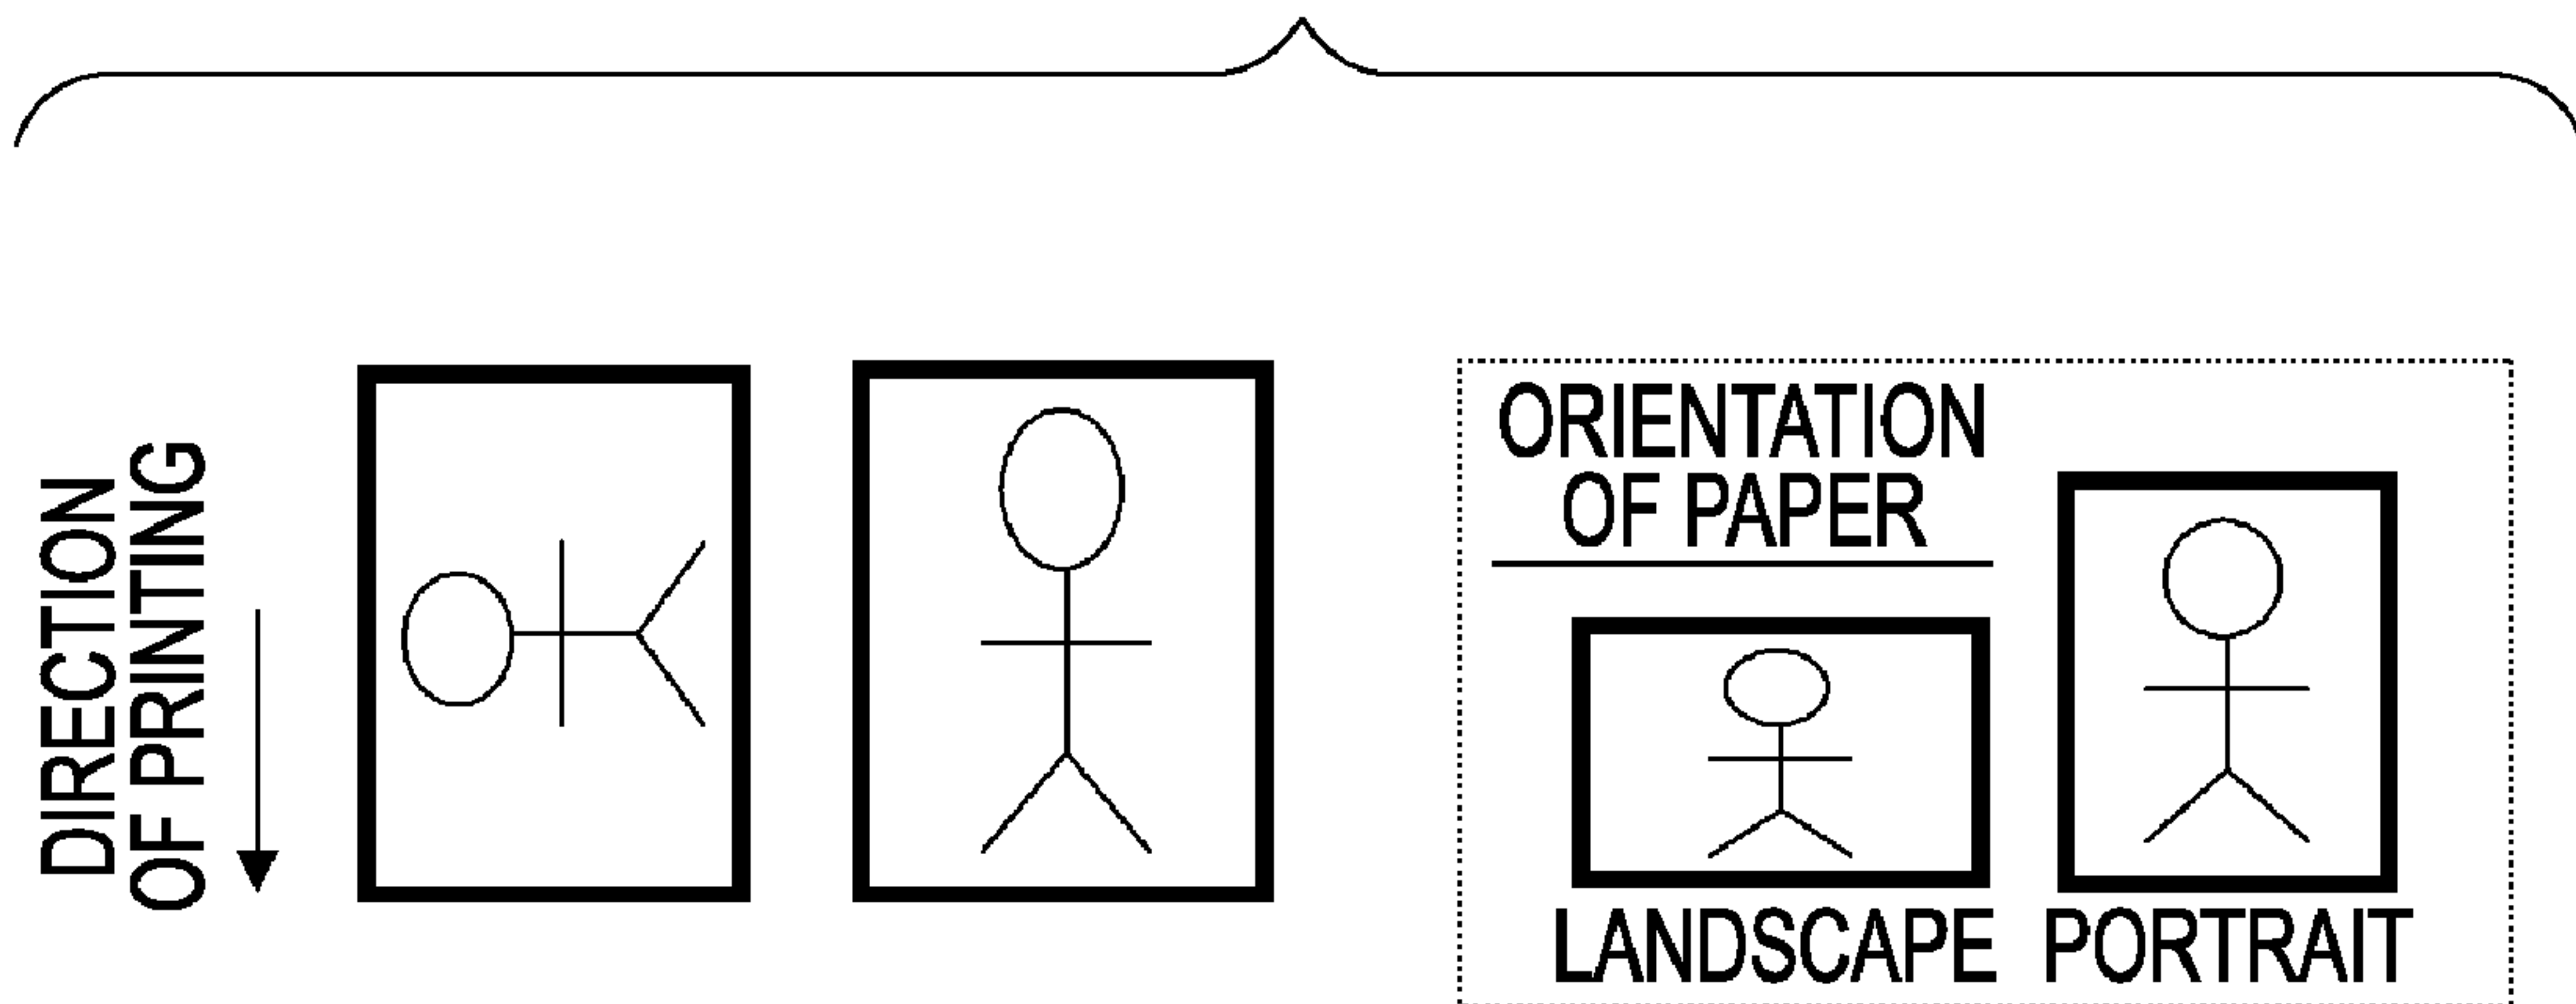 DIRECTION
OF PRINTING
ORIENTATION
OF PAPER
LANDSCAPE
PORTRAIT